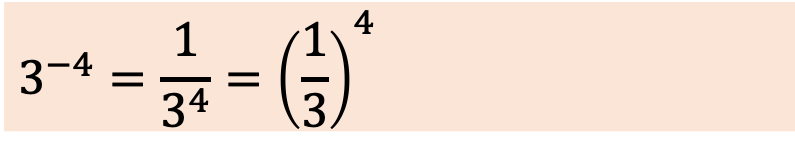 3⁻⁴ = 1/3⁴ = (1/3)⁴